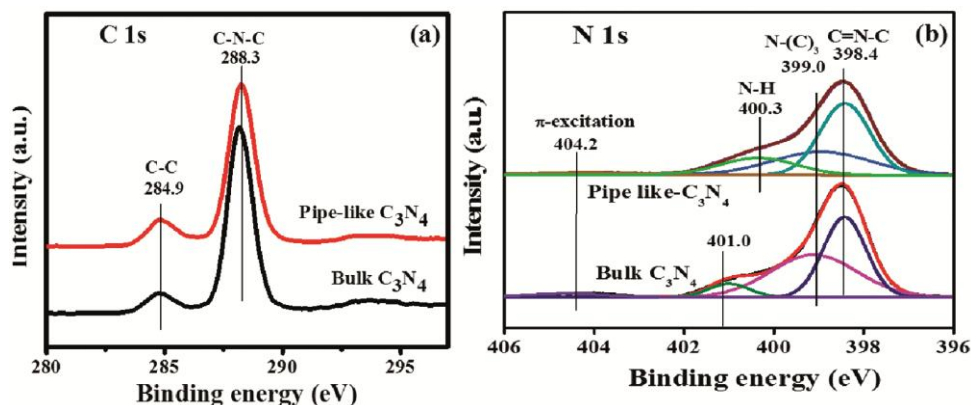 C 1s
(a)
C-N-C
288.3
C-C
284.9
Pipe-like C₃N₄
Bulk C₃N₄
Intensity (a.u.)
280 285 290 295
Binding energy (eV)
N 1s
(b)
N-(C)₃
399.0
C=N-C
398.4
N-H
400.3
π-excitation
404.2
Pipe like-C₃N₄
401.0
Bulk C₃N₄
Intensity (a.u.)
406 404 402 400 398 396
Binding energy (eV)